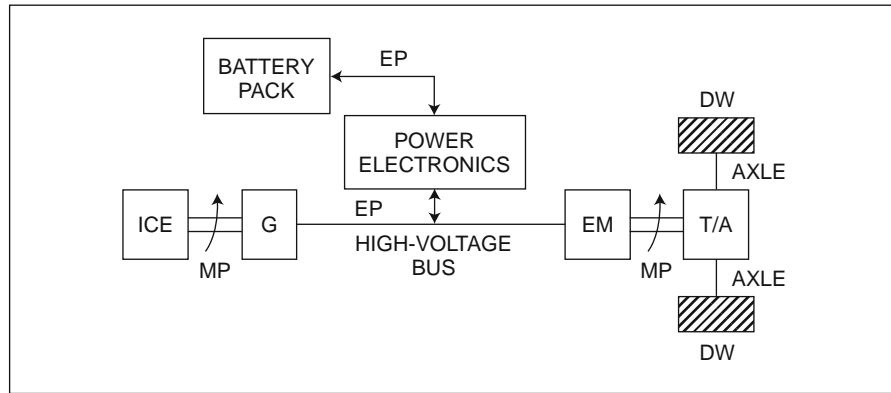 BATTERY
PACK
EP
POWER
ELECTRONICS
DW
AXLE
ICE
MP
G
EP
HIGH-VOLTAGE
BUS
EM
MP
T/A
AXLE
DW